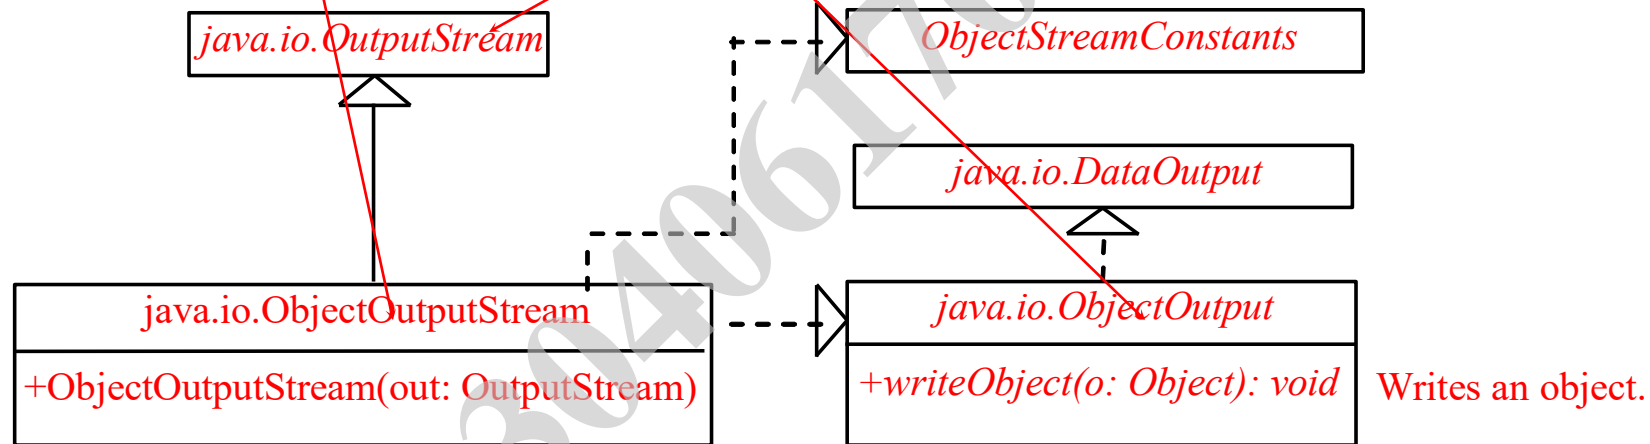 java.io.OutputStream
ObjectStreamConstants
java.io.DataOutput
java.io.ObjectOutputStream
+ObjectOutputStream(out: OutputStream)
java.io.ObjectOutput
+writeObject(o: Object): void
Writes an object.